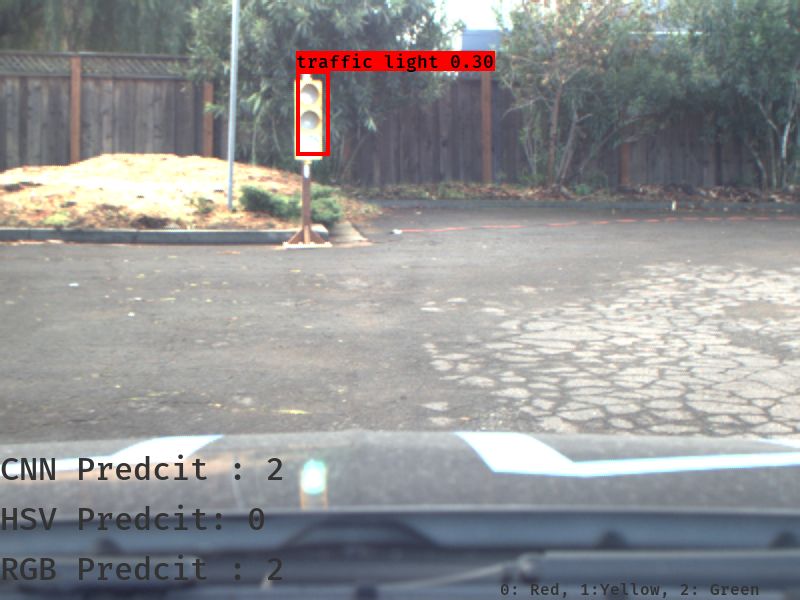 traffic light 0.30
CNN Predcit : 2
HSV Predcit: 0
RGB Predcit : 2
0: Red, 1:Yellow, 2: Green